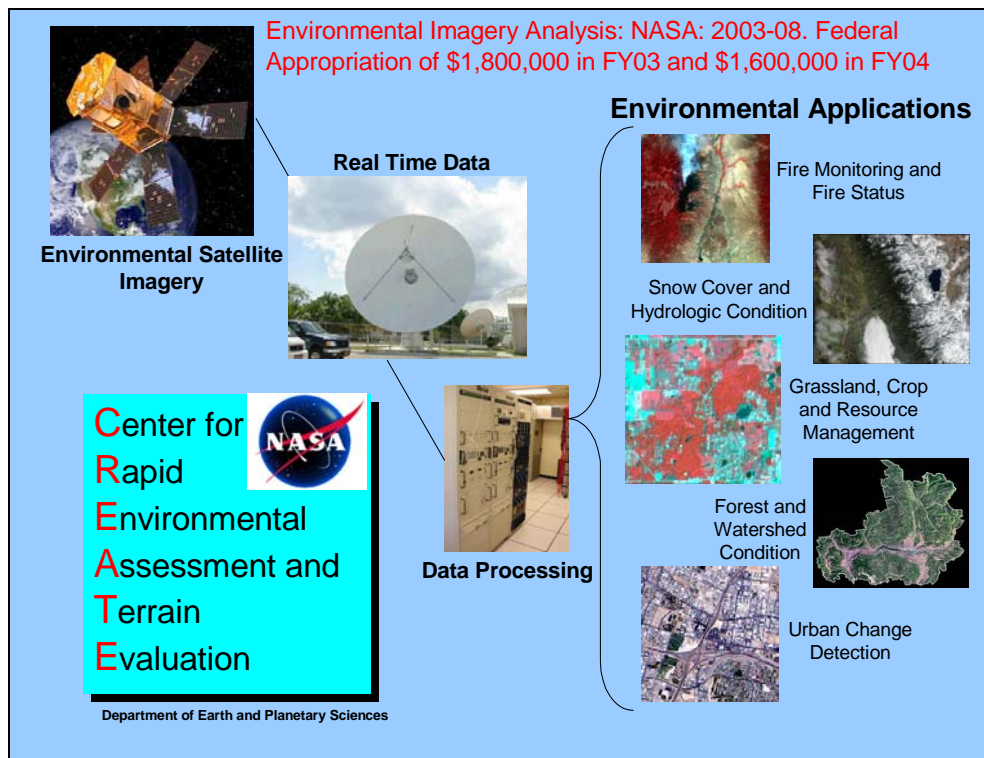 Environmental Imagery Analysis: NASA: 2003-08. Federal
Appropriation of $1,800,000 in FY03 and $1,600,000 in FY04
Environmental Applications
Real Time Data
Fire Monitoring and
Fire Status
Environmental Satellite
Imagery
Snow Cover and
Hydrologic Condition
Grassland, Crop
and Resource
Management
Center for
NASA
Rapid
Environmental
Assessment and
Terrain
Evaluation
Forest and
Watershed
Condition
Data Processing
Urban Change
Detection
Department of Earth and Planetary Sciences